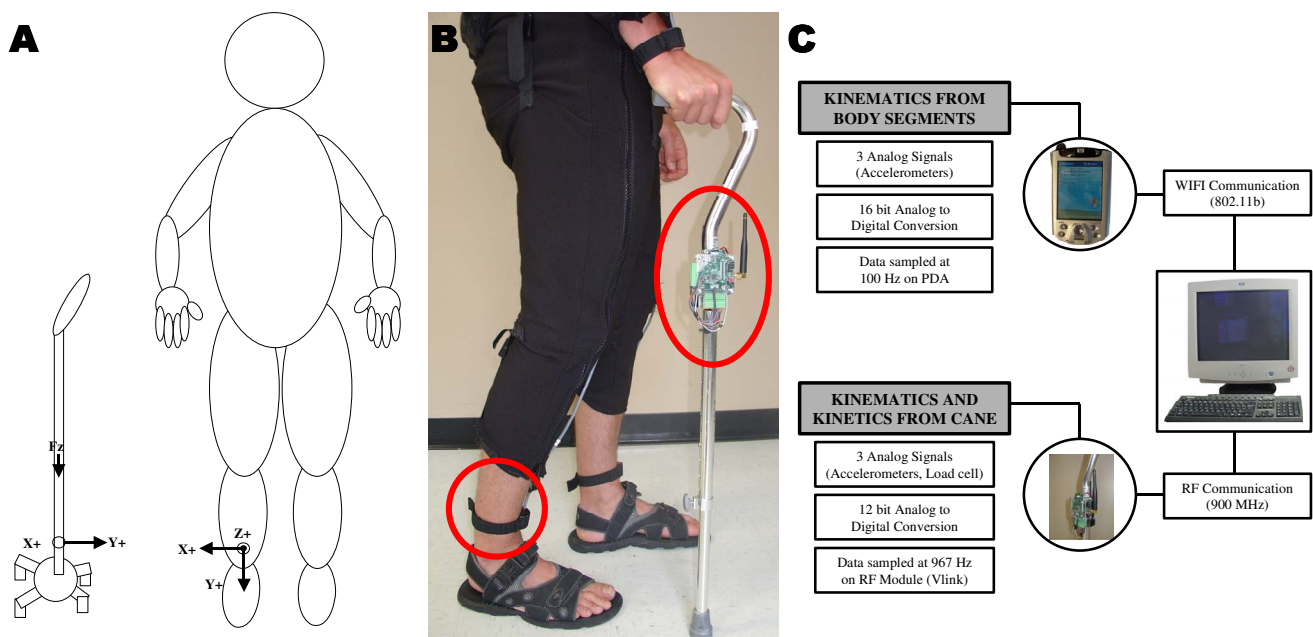 A
Fz
X+
Y+
Z+
X+
Y+
B
C
KINEMATICS FROM
BODY SEGMENTS
3 Analog Signals
(Accelerometers)
16 bit Analog to
Digital Conversion
Data sampled at
100 Hz on PDA
WIFI Communication
(802.11b)
KINEMATICS AND
KINETICS FROM CANE
3 Analog Signals
(Accelerometers, Load cell)
12 bit Analog to
Digital Conversion
Data sampled at 967 Hz
on RF Module (Vlink)
RF Communication
(900 MHz)